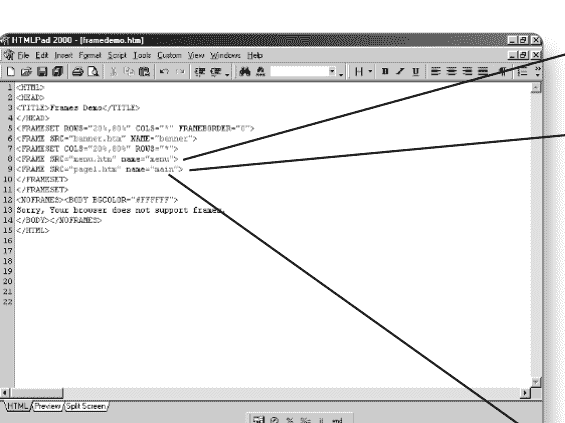 HTMLPad 2000 - [framedemo.htm]
File Edit Insert Format Script Tools Custom View Windows Help
H B I U
1 <HTML>
2 <HEAD>
3 <TITLE>Frames Demo</TITLE>
4 </HEAD>
5 <FRAMESET ROWS="20%,80%" COLS="*" FRAMEBORDER="0">
6 <FRAME SRC="banner.htm" NAME="banner">
7 <FRAMESET COLS="20%,80%" ROWS="*">
8 <FRAME SRC="menu.htm" name="menu">
9 <FRAME SRC="page1.htm" name="main">
10 </FRAMESET>
11 </FRAMESET>
12 <NOFRAMES><BODY BGCOLOR="#FFFFFF">
13 Sorry, Your browser does not support frames.
14 </BODY></NOFRAMES>
15 </HTML>
16
17
18
19
20
21
22
HTML Preview Split Screen